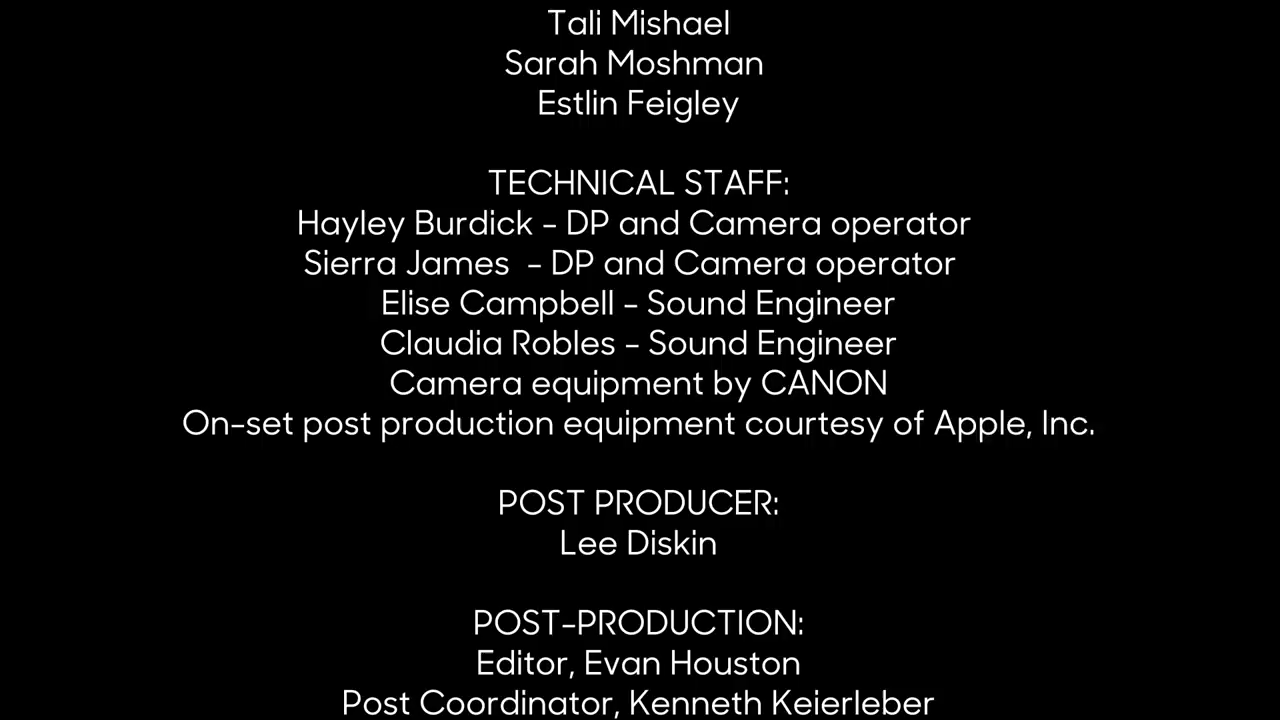 Tali Mishael
Sarah Moshman
Estlin Feigley
TECHNICAL STAFF:
Hayley Burdick - DP and Camera operator
Sierra James  - DP and Camera operator
Elise Campbell - Sound Engineer
Claudia Robles - Sound Engineer
Camera equipment by CANON
On-set post production equipment courtesy of Apple, Inc.
POST PRODUCER:
Lee Diskin
POST-PRODUCTION:
Editor, Evan Houston
Post Coordinator, Kenneth Keierleber